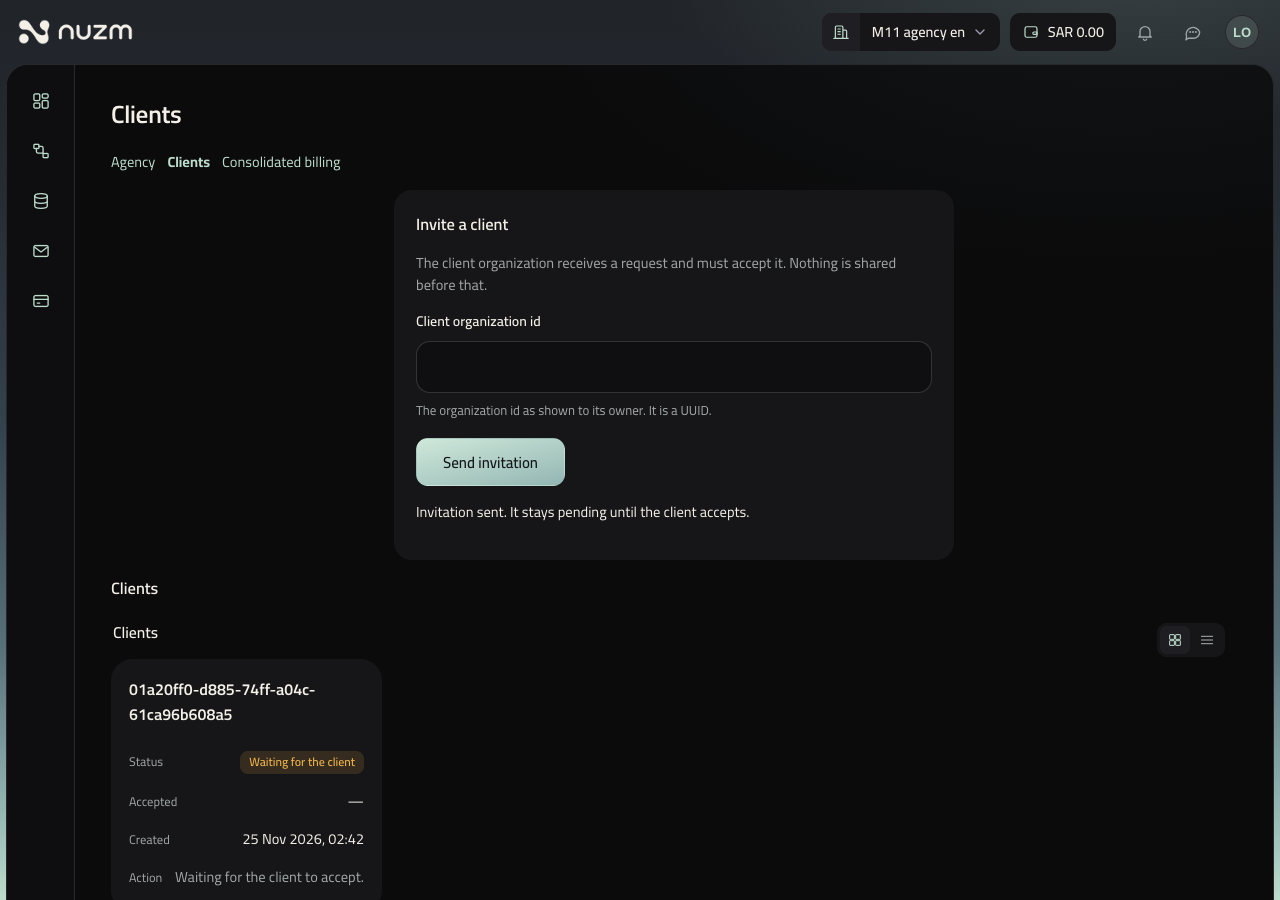 nuzm
M11 agency en
SAR 0.00
LO
Clients
Agency Clients Consolidated billing
Invite a client
The client organization receives a request and must accept it. Nothing is shared
before that.
Client organization id
The organization id as shown to its owner. It is a UUID.
Send invitation
Invitation sent. It stays pending until the client accepts.
Clients
Clients
01a20ff0-d885-74ff-a04c-
61ca96b608a5
Status Waiting for the client
Accepted —
Created 25 Nov 2026, 02:42
Action Waiting for the client to accept.